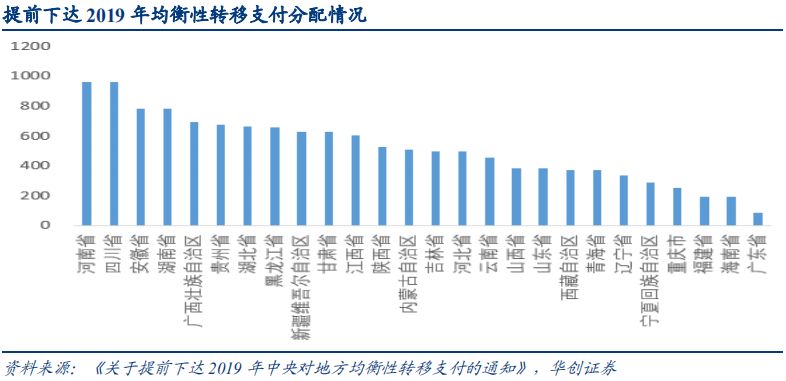 提前下达 2019 年均衡性转移支付分配情况
1200
1000
800
600
400
200
0
河南省
四川省
安徽省
湖南省
广西壮族自治区
贵州省
湖北省
黑龙江省
新疆维吾尔自治区
甘肃省
江西省
陕西省
内蒙古自治区
吉林省
河北省
云南省
山西省
山东省
西藏自治区
青海省
辽宁省
宁夏回族自治区
重庆市
福建省
海南省
广东省
资料来源：《关于提前下达 2019 年中央对地方均衡性转移支付的通知》，华创证券